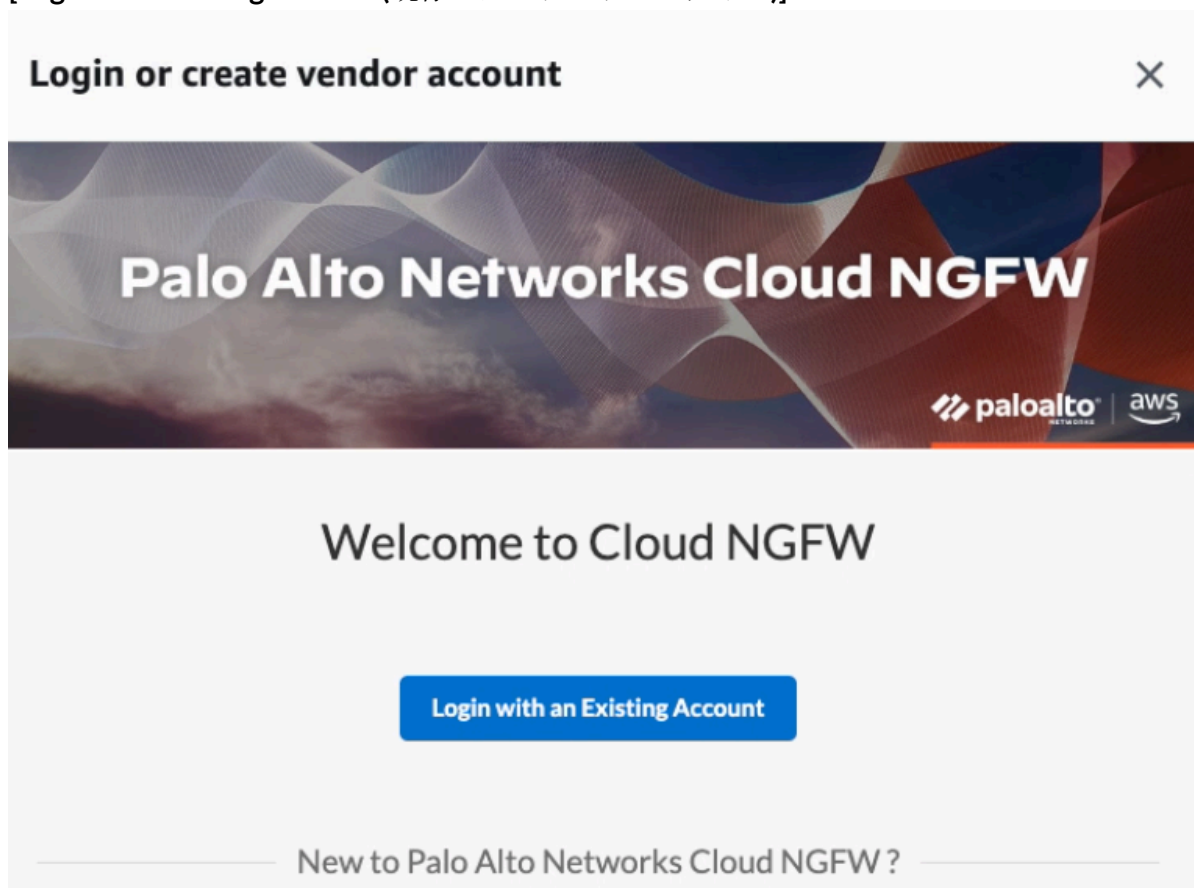 Login or create vendor account
Palo Alto Networks Cloud NGFW
paloalto
NETWORKS
aws
Welcome to Cloud NGFW
Login with an Existing Account
New to Palo Alto Networks Cloud NGFW ?